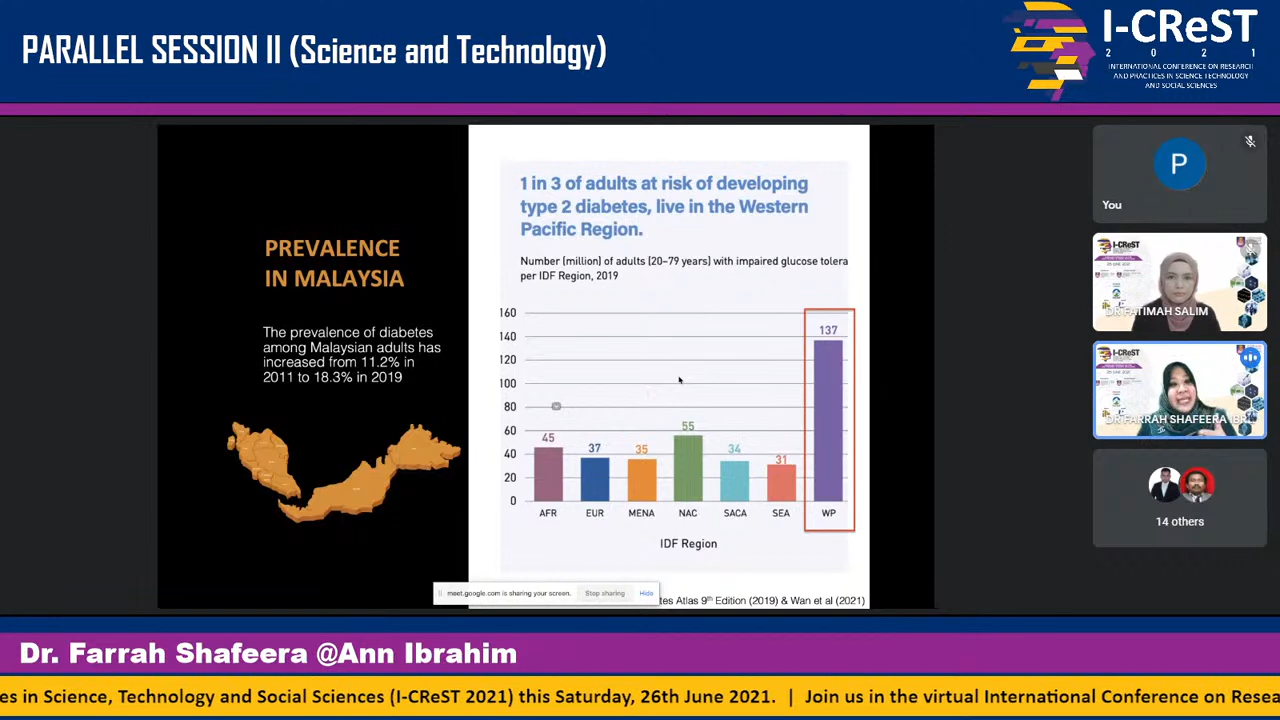 PARALLEL SESSION II (Science and Technology)
I-CReST
2 0 2 1
INTERNATIONAL CONFERENCE ON RESEARCH
AND PRACTICES IN SCIENCE TECHNOLOGY
AND SOCIAL SCIENCES
PREVALENCE
IN MALAYSIA
The prevalence of diabetes
among Malaysian adults has
increased from 11.2% in
2011 to 18.3% in 2019
1 in 3 of adults at risk of developing
type 2 diabetes, live in the Western
Pacific Region.
Number (million) of adults (20–79 years) with impaired glucose tolera
per IDF Region, 2019
160
140
120
100
80
60
40
20
0
45
37
35
55
34
31
137
AFR
EUR
MENA
NAC
SACA
SEA
WP
IDF Region
meet.google.com is sharing your screen.
Stop sharing
Hide
tes Atlas 9th Edition (2019) & Wan et al (2021)
P
You
I-CReST
DR FATIMAH SALIM
I-CReST
DR FARRAH SHAFEERA IBR...
14 others
Dr. Farrah Shafeera @Ann Ibrahim
es in Science, Technology and Social Sciences (I-CReST 2021) this Saturday, 26th June 2021. | Join us in the virtual International Conference on Resea